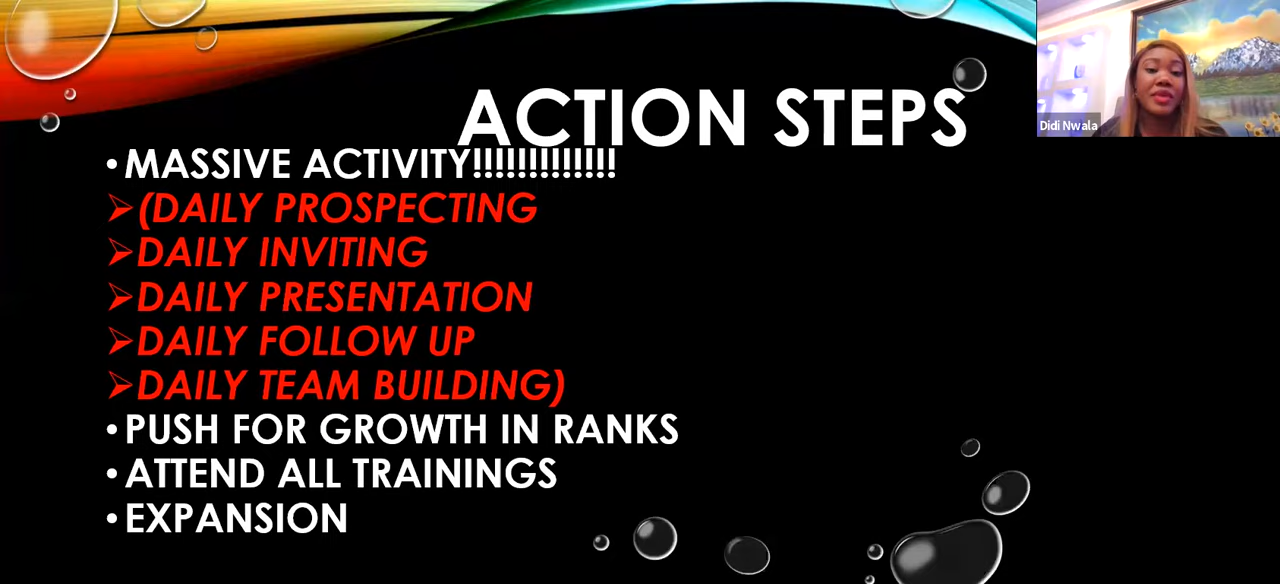 ACTION STEPS
• MASSIVE ACTIVITY!!!!!!!!!!!!!
➢ (DAILY PROSPECTING
➢ DAILY INVITING
➢ DAILY PRESENTATION
➢ DAILY FOLLOW UP
➢ DAILY TEAM BUILDING)
• PUSH FOR GROWTH IN RANKS
• ATTEND ALL TRAININGS
• EXPANSION
Didi Nwala